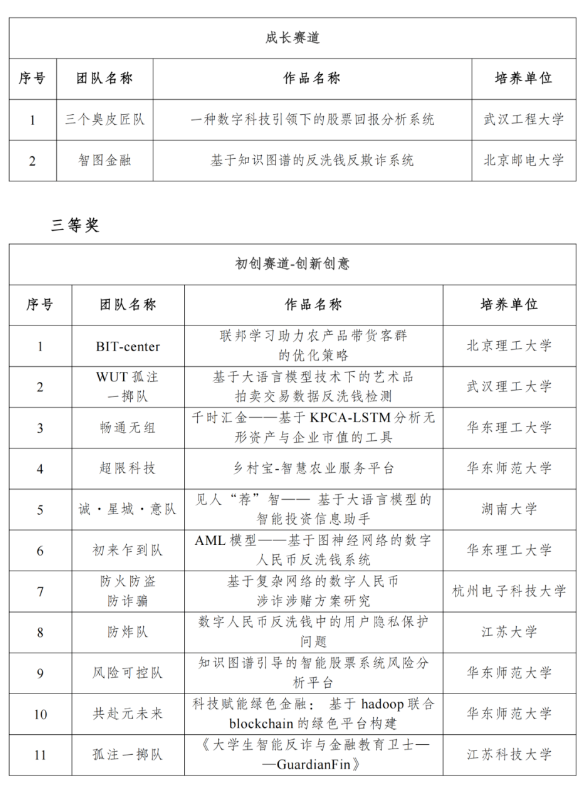 成长赛道
序号 团队名称 作品名称 培养单位
1 三个奥皮匠队 一种数字科技引领下的股票回报分析系统 武汉工程大学
2 智图金融 基于知识图谱的反洗钱反欺诈系统 北京邮电大学
三等奖
初创赛道-创新创意
序号 团队名称 作品名称 培养单位
1 BIT-center 联邦学习助力农产品带货客群
的优化策略 北京理工大学
2 WUT孤注
一掷队 基于大语言模型技术下的艺术品
拍卖交易数据反洗钱检测 武汉理工大学
3 畅通无组 千时汇金——基于 KPCA-LSTM 分析无
形资产与企业市值的工具 华东理工大学
4 超限科技 乡村宝-智慧农业服务平台 华东师范大学
5 诚·星城·意队 见人“荐”智—— 基于大语言模型的
智能投资信息助手 湖南大学
6 初来乍到队 AML 模型——基于图神经网络的数字
人民币反洗钱系统 华东理工大学
7 防火防盗
防诈骗 基于复杂网络的数字人民币
涉诈涉赌方案研究 杭州电子科技大学
8 防炸队 数字人民币反洗钱中的用户隐私保护
问题 江苏大学
9 风险可控队 知识图谱引导的智能股票系统风险分
析平台 华东师范大学
10 共赴元未来 科技赋能绿色金融： 基于 hadoop 联合
blockchain 的绿色平台构建 华东师范大学
11 孤注一掷队 《大学生智能反诈与金融教育卫士—
—GuardianFin》 江苏科技大学